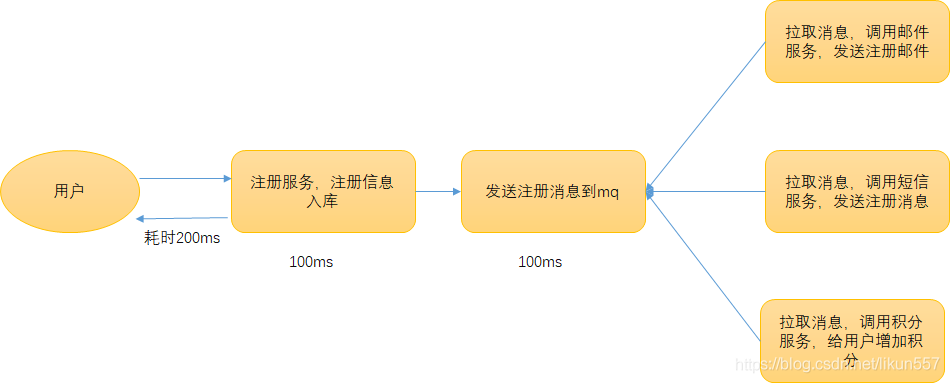 拉取消息，调用邮件
服务，发送注册邮件
用户
注册服务，注册信息
入库
发送注册消息到mq
拉取消息，调用短信
服务，发送注册消息
耗时200ms
100ms
100ms
拉取消息，调用积分
服务，给用户增加积
分
https://blog.csdn.net/likun557